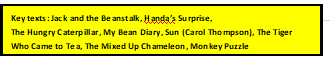 Key texts: Jack and the Beanstalk, Handa's Surprise,
The Hungry Caterpillar, My Bean Diary, Sun (Carol Thompson), The Tiger
Who Came to Tea, The Mixed Up Chameleon, Monkey Puzzle